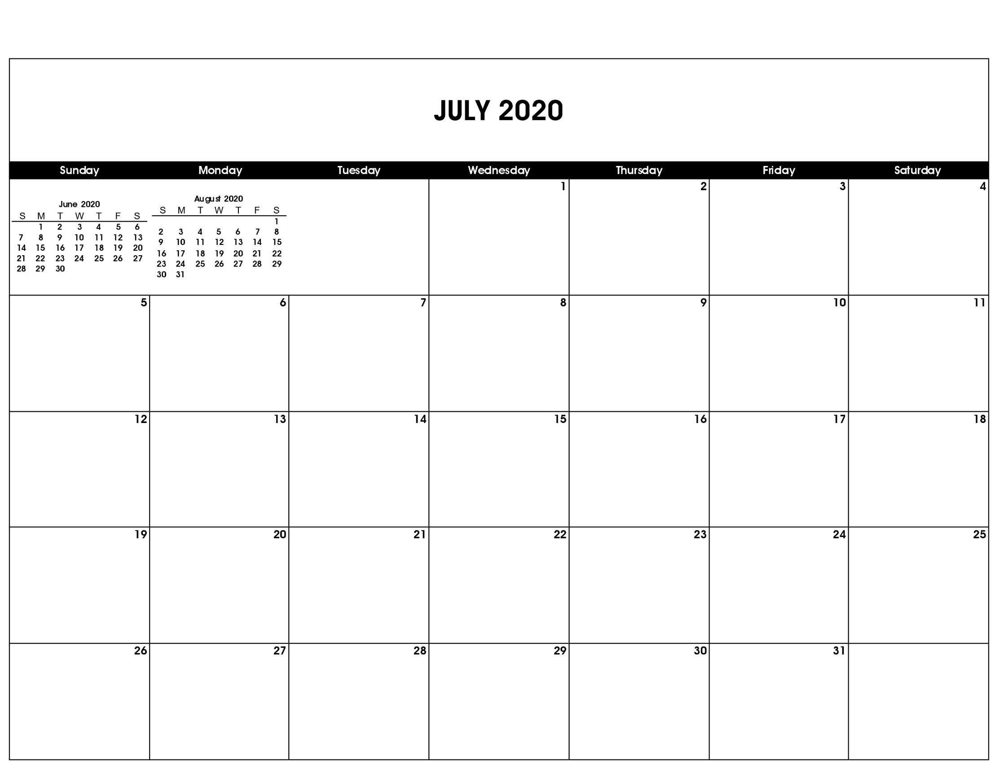 JULY 2020
Sunday Monday Tuesday Wednesday Thursday Friday Saturday
1 2 3 4
June 2020
S M T W T F S
1 2 3 4 5 6
7 8 9 10 11 12 13
14 15 16 17 18 19 20
21 22 23 24 25 26 27
28 29 30
August 2020
S M T W T F S
1
2 3 4 5 6 7 8
9 10 11 12 13 14 15
16 17 18 19 20 21 22
23 24 25 26 27 28 29
30 31
5 6 7 8 9 10 11
12 13 14 15 16 17 18
19 20 21 22 23 24 25
26 27 28 29 30 31